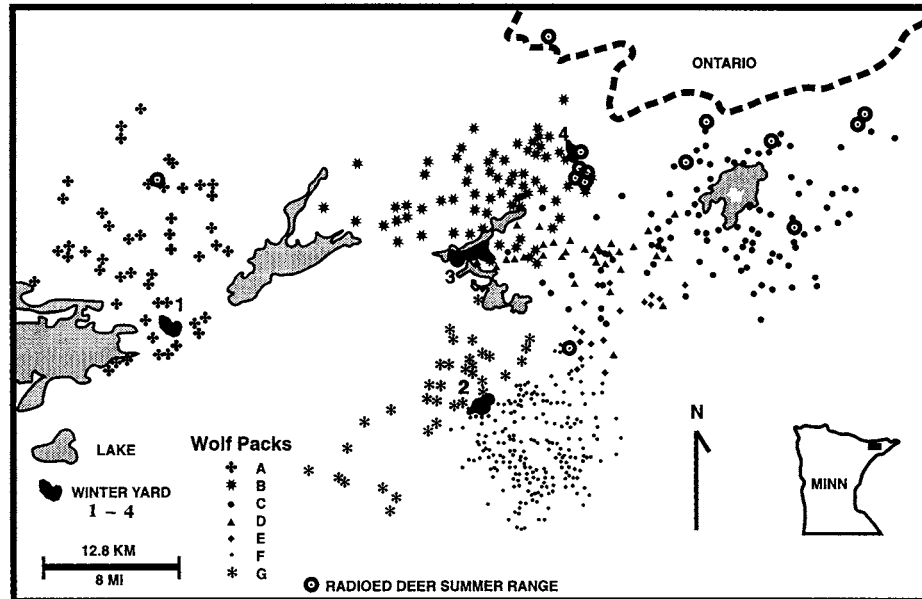 ONTARIO
4
3
1
2
N
LAKE
WINTER YARD
1 – 4
12.8 KM
8 MI
Wolf Packs
A
B
C
D
E
F
G
MINN
RADIOED DEER SUMMER RANGE